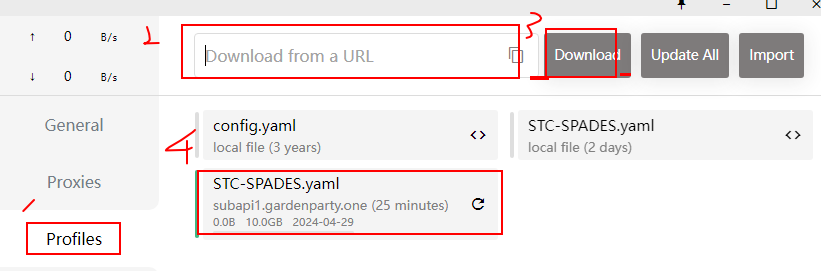 ↑ 0 B/s
2
Download from a URL
3
Download
Update All
Import
↓ 0 B/s
General
Proxies
1
Profiles
4
config.yaml
local file (3 years)
<>
STC-SPADES.yaml
local file (2 days)
<>
STC-SPADES.yaml
subapi1.gardenparty.one (25 minutes)
0.0B 10.0GB 2024-04-29